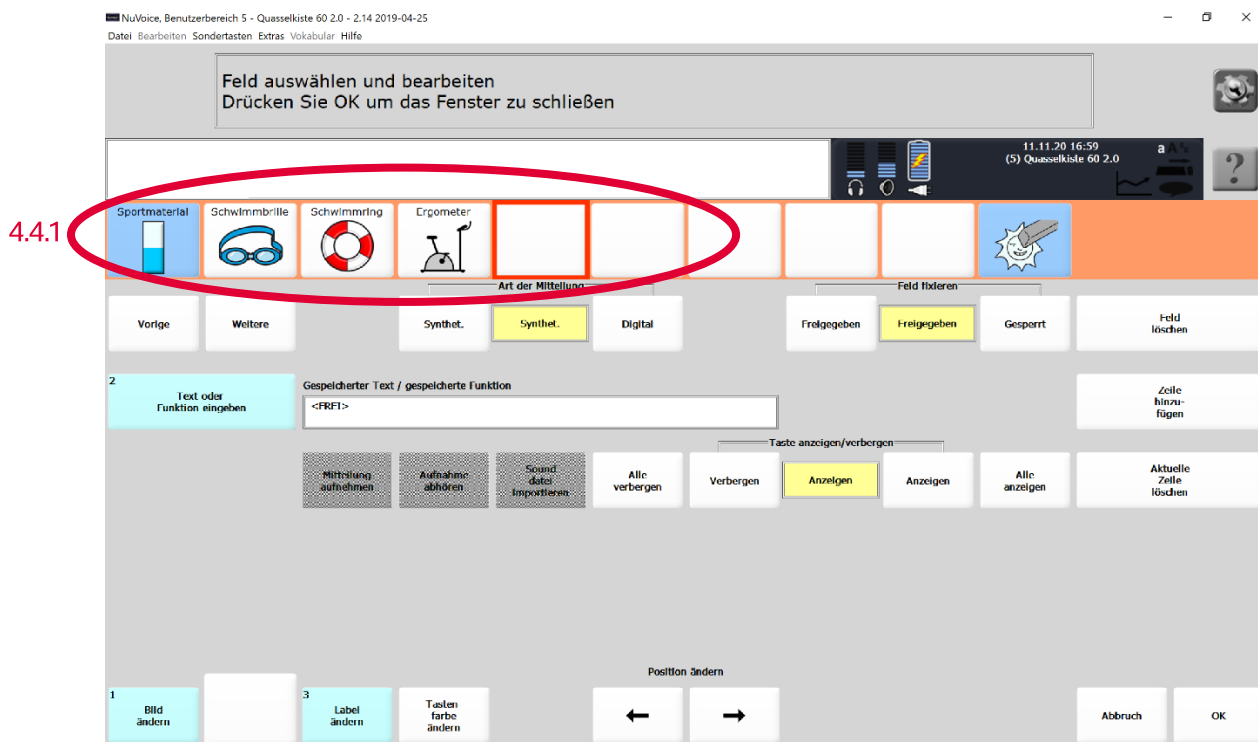 NuVoice, Benutzerbereich 5 - Quasselkiste 60 2.0 - 2.14 2019-04-25
Datei Bearbeiten Sondertasten Extras Vokabular Hilfe
Feld auswählen und bearbeiten
Drücken Sie OK um das Fenster zu schließen
11.11.20 16:59
(5) Quasselkiste 60 2.0
a
?
4.4.1
Sportmaterial Schwimmbrille Schwimmring Ergometer
Art der Mitteilung
Feld fixieren
Vorige
Weitere
Synthet.
Synthet.
Digital
Freigegeben
Freigegeben
Gesperrt
Feld
löschen
2
Text oder
Funktion eingeben
Gespeicherter Text / gespeicherte Funktion
<FREI>
Zeile
hinzu-
fügen
Taste anzeigen/verbergen
Mitteilung
aufnehmen
Aufnahme
abhören
Sound
datei
importieren
Alle
verbergen
Verbergen
Anzeigen
Anzeigen
Alle
anzeigen
Aktuelle
Zeile
löschen
Position ändern
1
Bild
ändern
3
Label
ändern
Tasten
farbe
ändern
←
→
Abbruch
OK